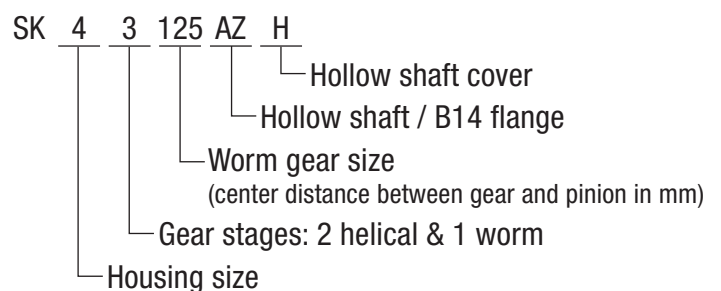 SK 4 3 125 AZ H
Hollow shaft cover
Hollow shaft / B14 flange
Worm gear size
(center distance between gear and pinion in mm)
Gear stages: 2 helical & 1 worm
Housing size